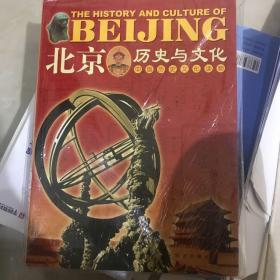 THE HISTORY AND CULTURE OF
BEIJING
北京历史与文化